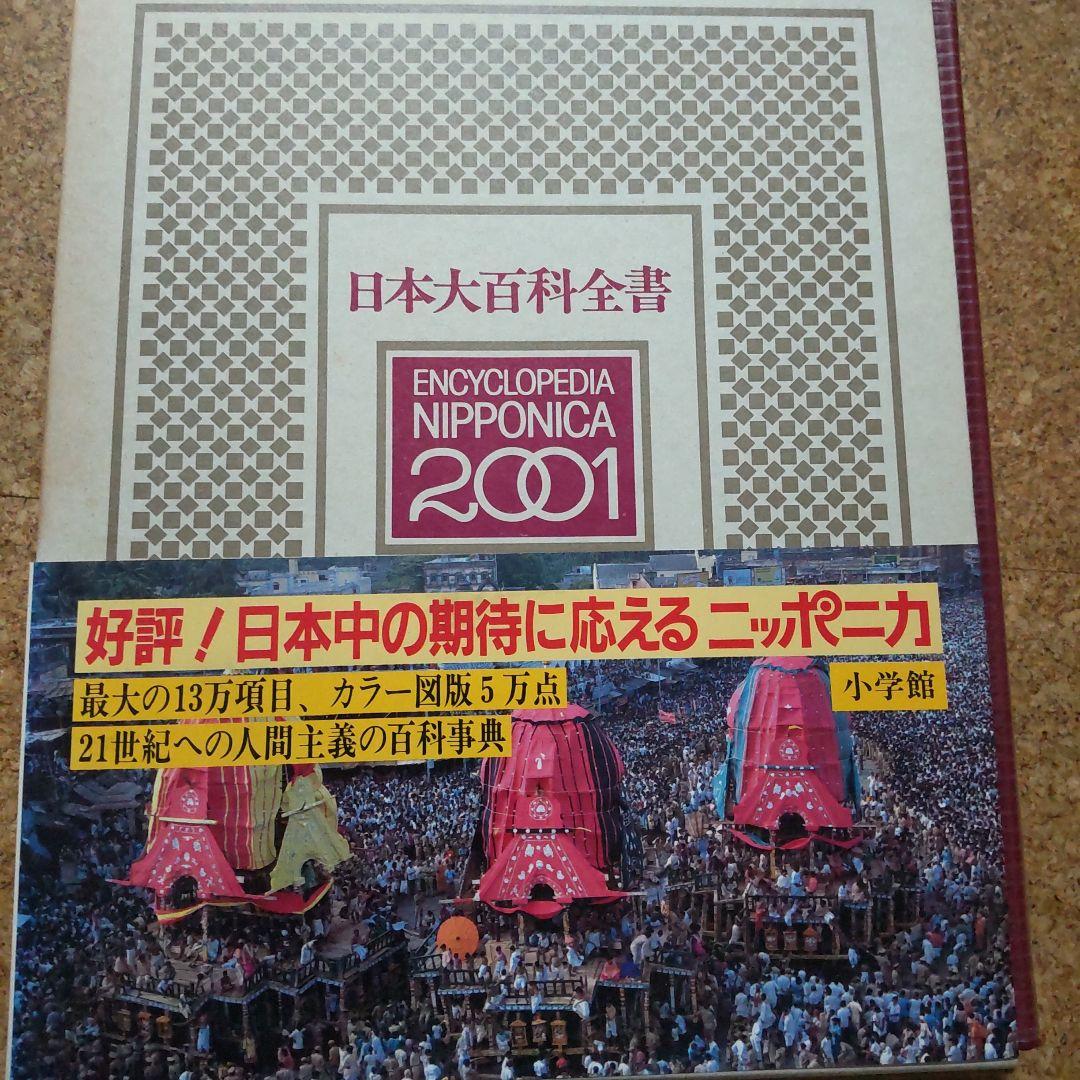 日本大百科全書
ENCYCLOPEDIA
NIPPONICA
2001
好評！日本中の期待に応えるニッポニカ
最大の13万項目、カラー図版5万点
小学館
21世紀への人間主義の百科事典